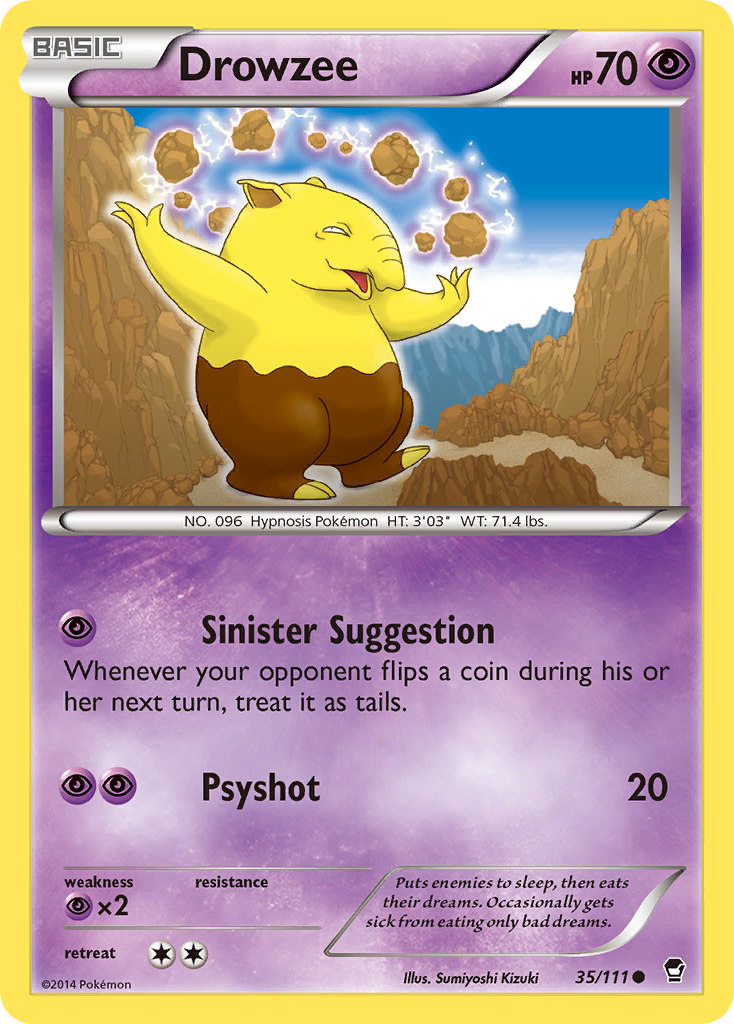 BASIC
Drowzee
HP 70
NO. 096 Hypnosis Pokémon HT: 3'03" WT: 71.4 lbs.
Sinister Suggestion
Whenever your opponent flips a coin during his or
her next turn, treat it as tails.
Psyshot 20
weakness
resistance
×2
retreat
Puts enemies to sleep, then eats
their dreams. Occasionally gets
sick from eating only bad dreams.
©2014 Pokémon
Illus. Sumiyoshi Kizuki
35/111